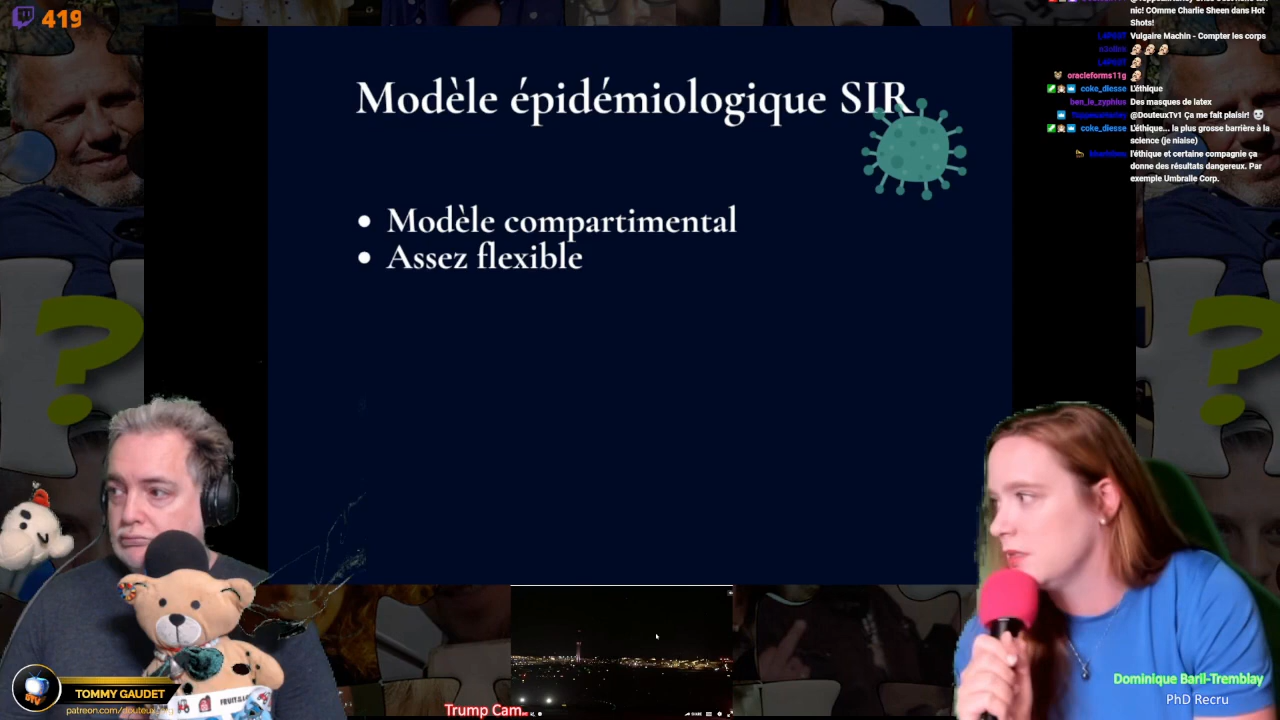 419
nic! COmme Charlie Sheen dans Hot
Shots!
Vulgaire Machin - Compter les corps
oracleforms11g
coke_diesse L'éthique
ben_le_zyphius Des masques de latex
@DouteuxTv1 Ça me fait plaisir!
coke_diesse L'éthique... la plus grosse barrière à la
science (je niaise)
l'éthique et certaine compagnie ça
donne des résultats dangereux. Par
exemple Umbralle Corp.
Modèle épidémiologique SIR
• Modèle compartimental
• Assez flexible
?
?
TOMMY GAUDET
Trump Cam
Dominique Baril-Tremblay
PhD Recru